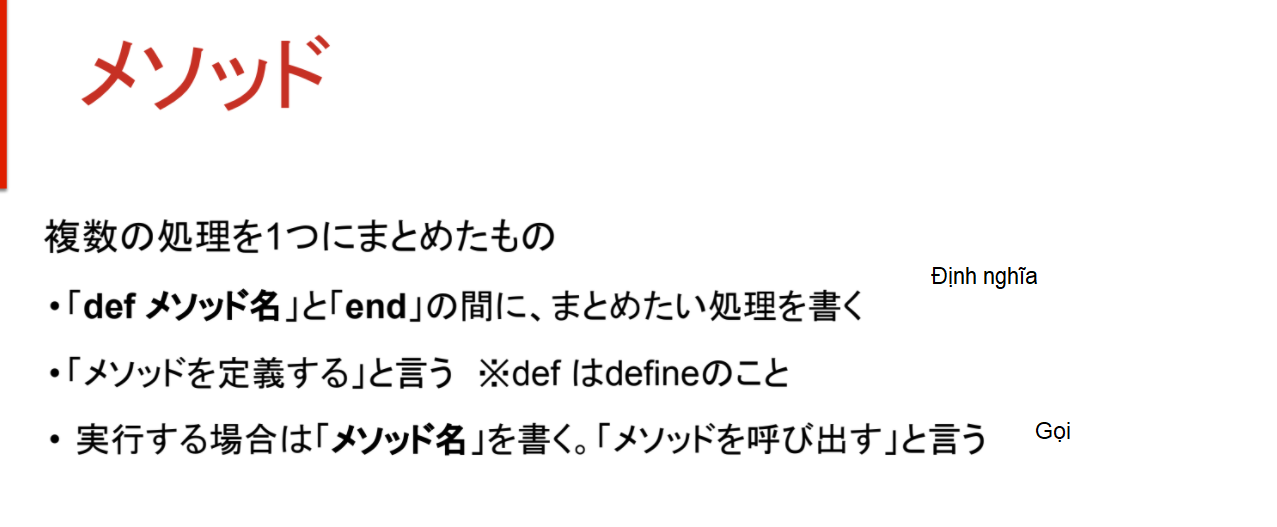 メソッド
複数の処理を1つにまとめたもの
Định nghĩa
•「def メソッド名」と「end」の間に、まとめたい処理を書く
•「メソッドを定義する」と言う　※def はdefineのこと
• 実行する場合は「メソッド名」を書く。「メソッドを呼び出す」と言う
Gọi